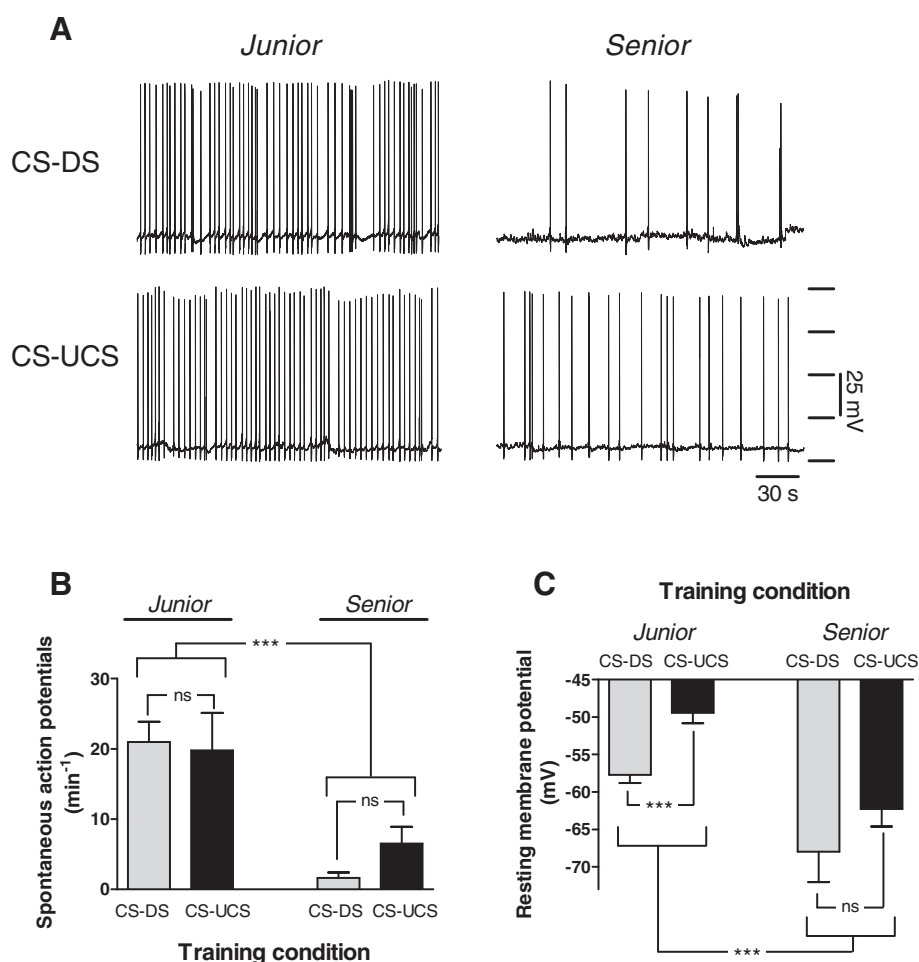 A
Junior
Senior
CS-DS
CS-UCS
25 mV
30 s
B
Junior
Senior
***
ns
ns
Spontaneous action potentials
(min⁻¹)
30
20
10
0
CS-DS
CS-UCS
CS-DS
CS-UCS
Training condition
C
Training condition
Junior
Senior
CS-DS
CS-UCS
CS-DS
CS-UCS
Resting membrane potential
(mV)
-45
-50
-55
-60
-65
-70
***
ns
***